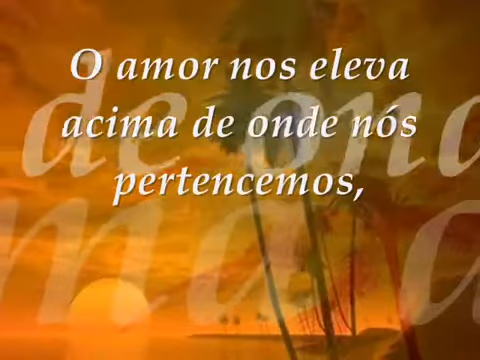 O amor nos eleva
acima de onde nós
pertencemos,